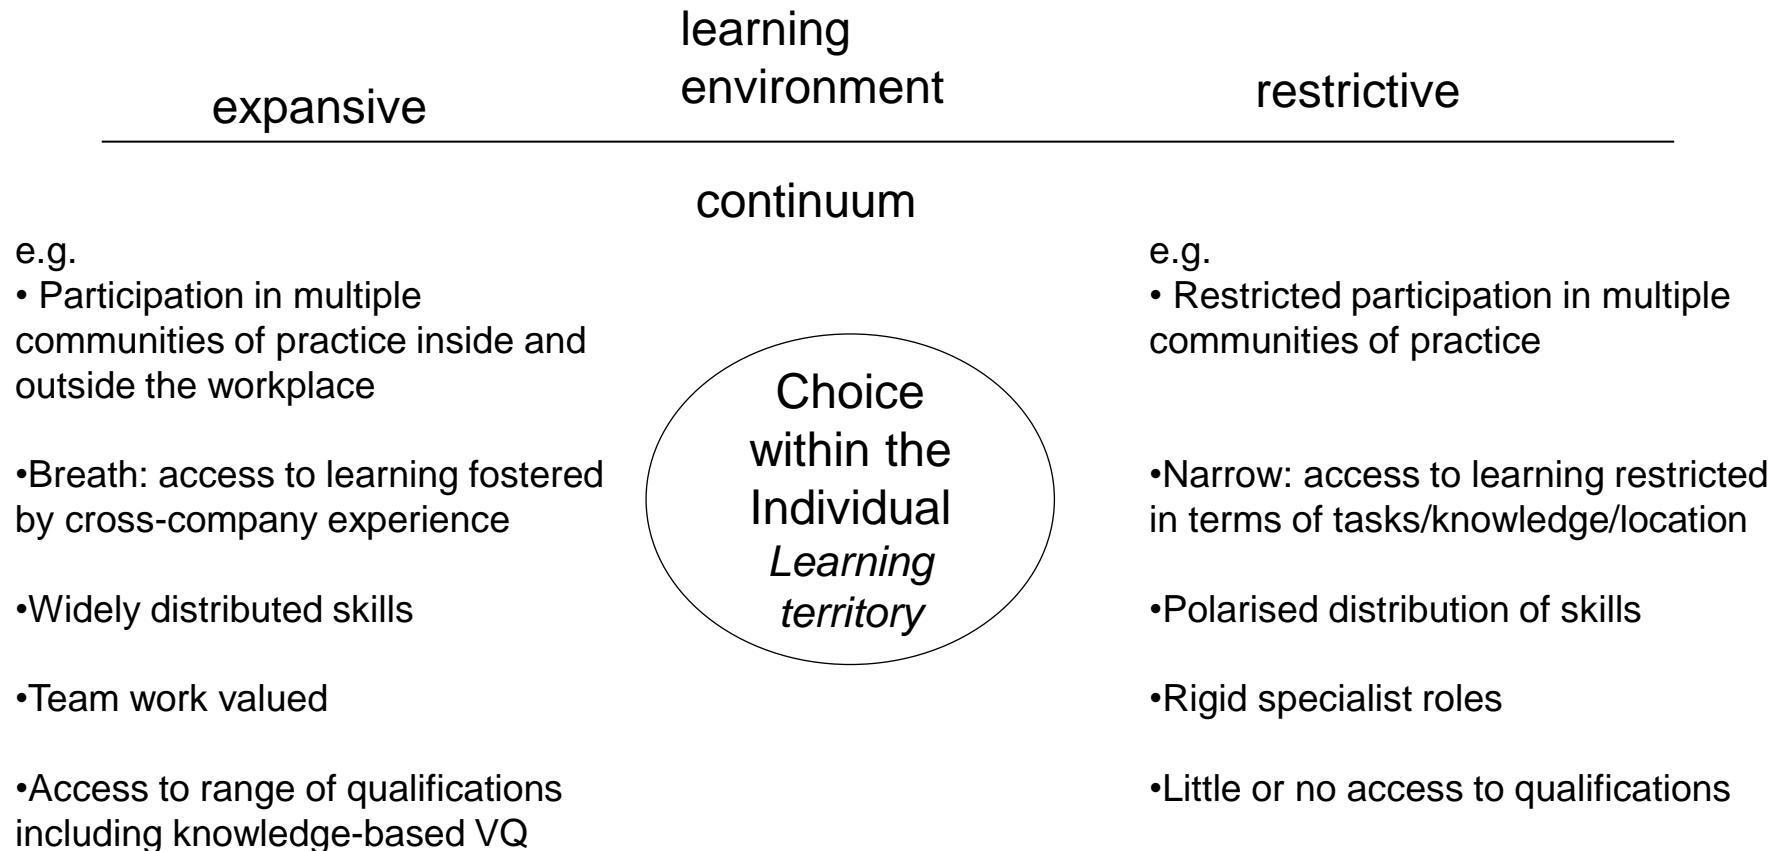 learning
environment
expansive
restrictive
continuum
e.g.
• Participation in multiple
communities of practice inside and
outside the workplace
•Breath: access to learning fostered
by cross-company experience
•Widely distributed skills
•Team work valued
•Access to range of qualifications
including knowledge-based VQ
Choice
within the
Individual
Learning
territory
e.g.
• Restricted participation in multiple
communities of practice
•Narrow: access to learning restricted
in terms of tasks/knowledge/location
•Polarised distribution of skills
•Rigid specialist roles
•Little or no access to qualifications